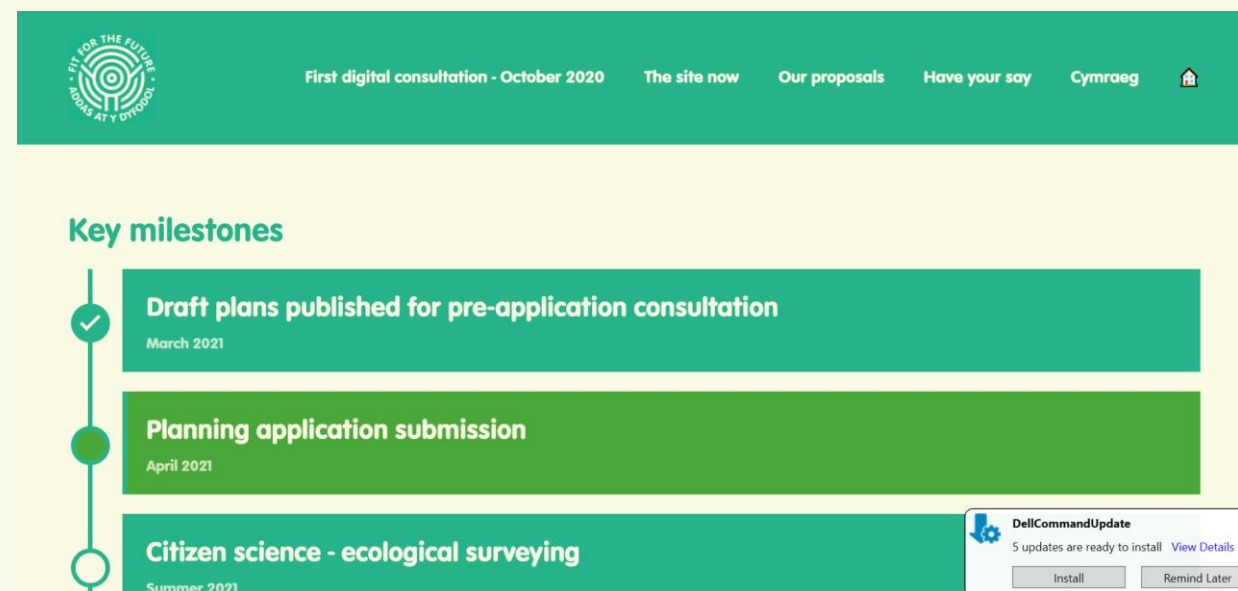 FIT FOR THE FUTURE
ADDAS AT Y DYFODOL
First digital consultation - October 2020
The site now
Our proposals
Have your say
Cymraeg
Key milestones
Draft plans published for pre-application consultation
March 2021
Planning application submission
April 2021
Citizen science - ecological surveying
Summer 2021
DellCommandUpdate
5 updates are ready to install View Details
Install
Remind Later